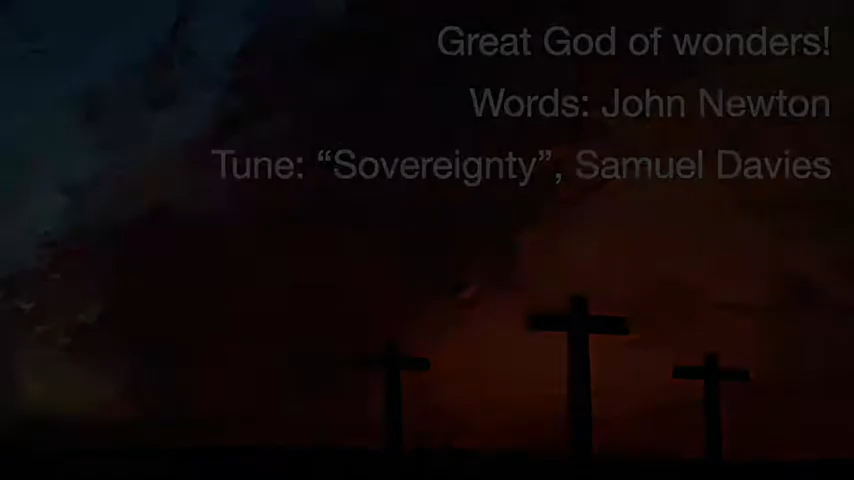 Great God of wonders!
Words: John Newton
Tune: “Sovereignty”, Samuel Davies